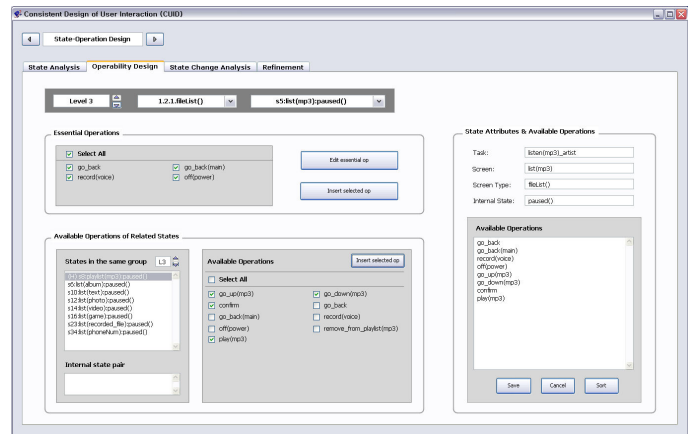 Consistent Design of User Interaction (CUID)
State-Operation Design
State Analysis Operability Design State Change Analysis Refinement
Level 3 1.2.1.fileList() s5:list(mp3):paused()
Essential Operations
Select All
go_back go_back(main)
record(voice) off(power)
Edit essential op
Insert selected op
Available Operations of Related States
States in the same group L3
s8:playlist(mp3):paused()
s6:list(album):paused()
s10:list(text):paused()
s12:list(photo):paused()
s14:list(video):paused()
s16:list(game):paused()
s23:list(recorded_file):paused()
s34:list(phoneNum):paused()
Internal state pair
Available Operations Insert selected op
Select All
go_up(mp3) go_down(mp3)
confirm go_back
go_back(main) record(voice)
off(power) remove_from_playlist(mp3)
play(mp3)
State Attributes & Available Operations
Task: listen(mp3)_artist
Screen: list(mp3)
Screen Type: fileList()
Internal State: paused()
Available Operations
go_back
go_back(main)
record(voice)
off(power)
go_up(mp3)
go_down(mp3)
confirm
play(mp3)
Save Cancel Sort